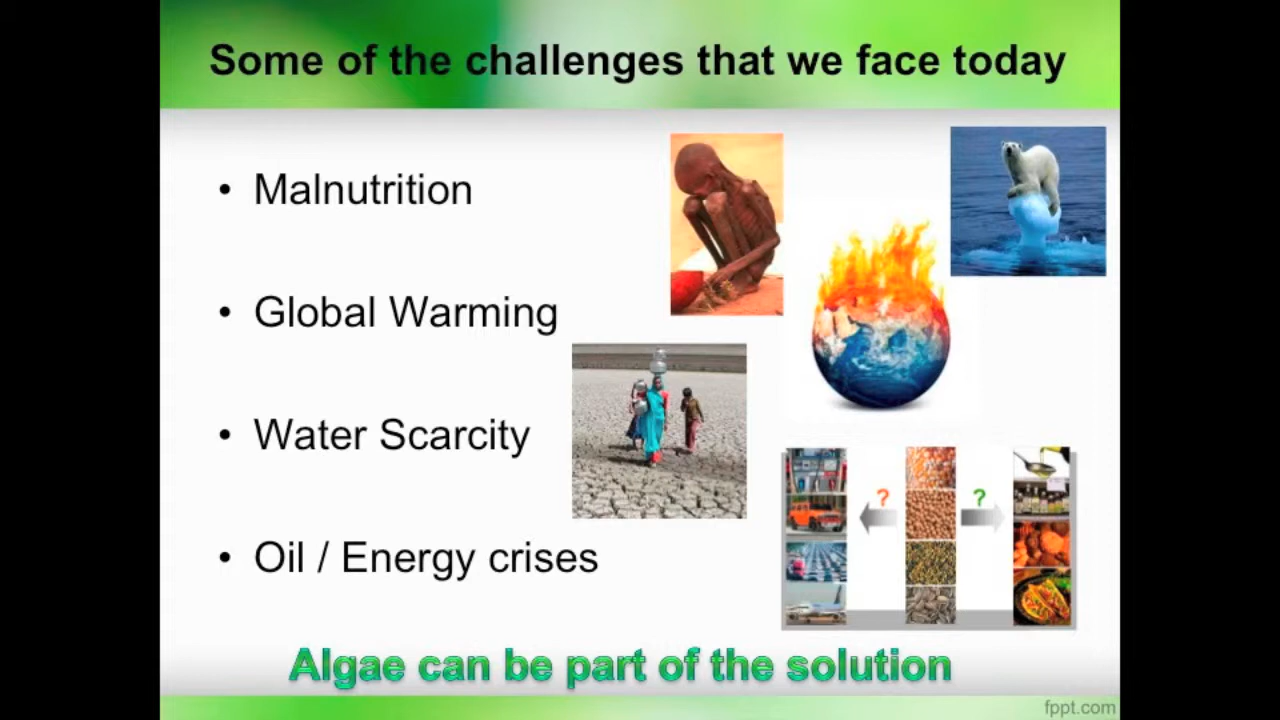 Some of the challenges that we face today
• Malnutrition
• Global Warming
• Water Scarcity
• Oil / Energy crises
? ?
Algae can be part of the solution
fppt.com